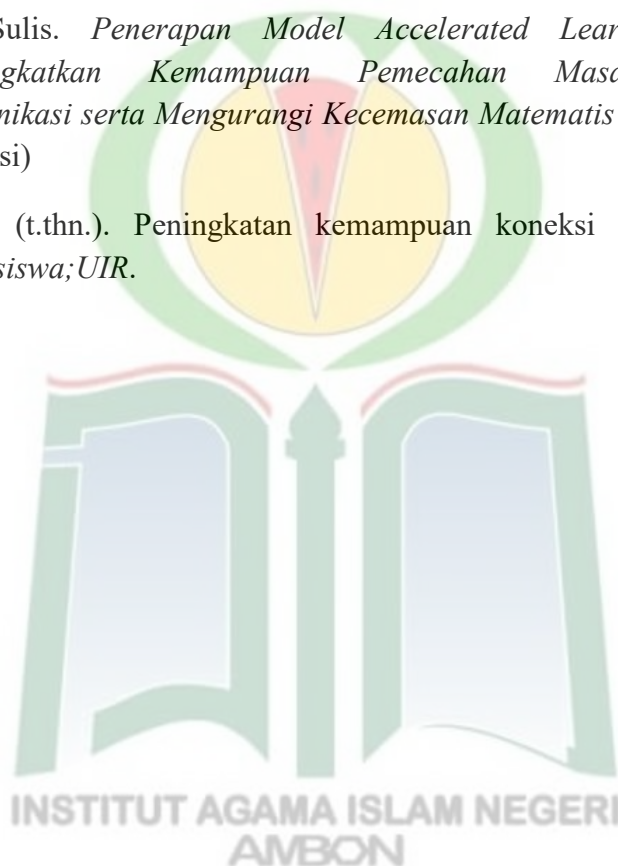 Sulis. Penerapan Model Accelerated Lear
gkatkan Kemampuan Pemecahan Masa
nikasi serta Mengurangi Kecemasan Matematis
si)
(t.thn.). Peningkatan kemampuan koneksi
siswa;UIR.
INSTITUT AGAMA ISLAM NEGERI
AMBON